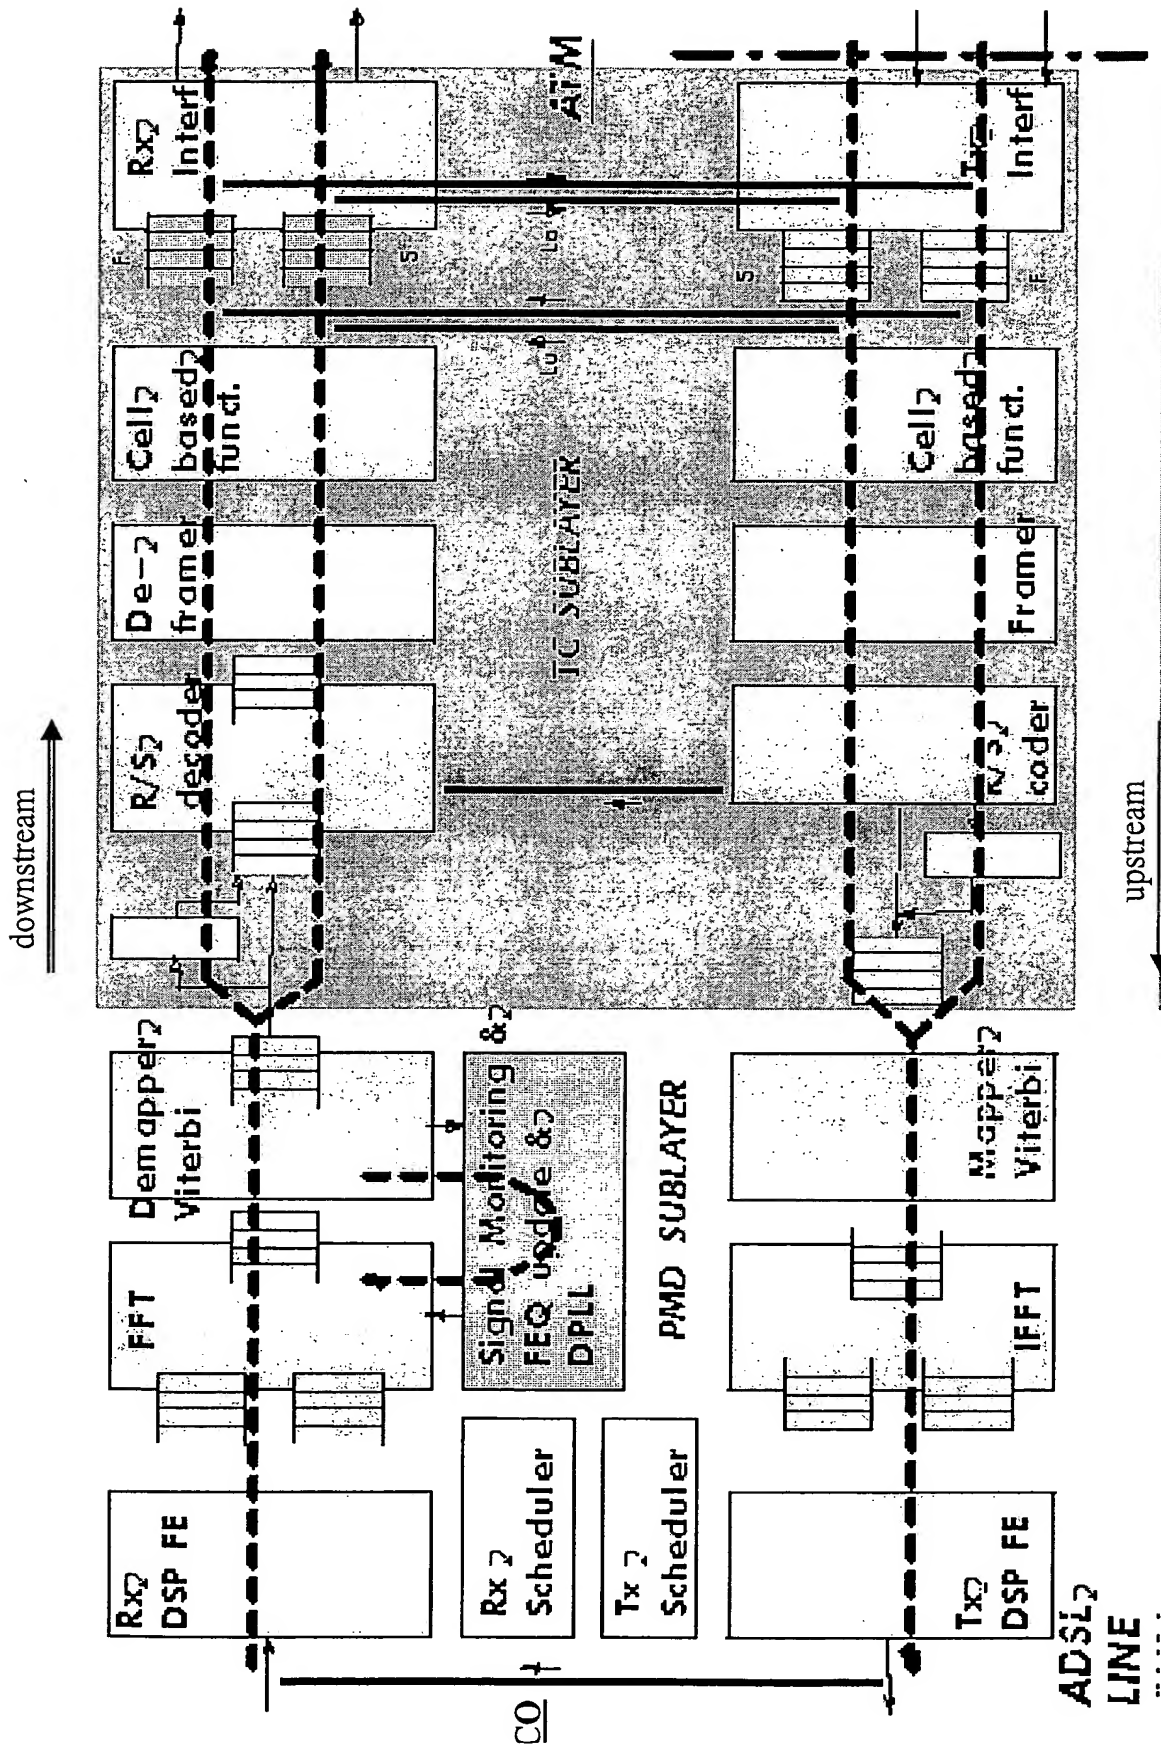 downstream
Rx
Interf
F
S
Cell
based
funct.
De-
framer
R/S
decoder
Demapper
Viterbi
FFT
Rx
DSP FE
ATM
Lo
Lu
TC SUBLAYER
Signal Monitoring &
FEQ update &
DPLL
PMD SUBLAYER
Rx
Scheduler
Tx
Scheduler
CO
Tx
Interf
S
F
Cell
based
funct.
Framer
R/S
coder
Mapper
Viterbi
IFFT
Tx
DSP FE
ADSL
LINE
upstream